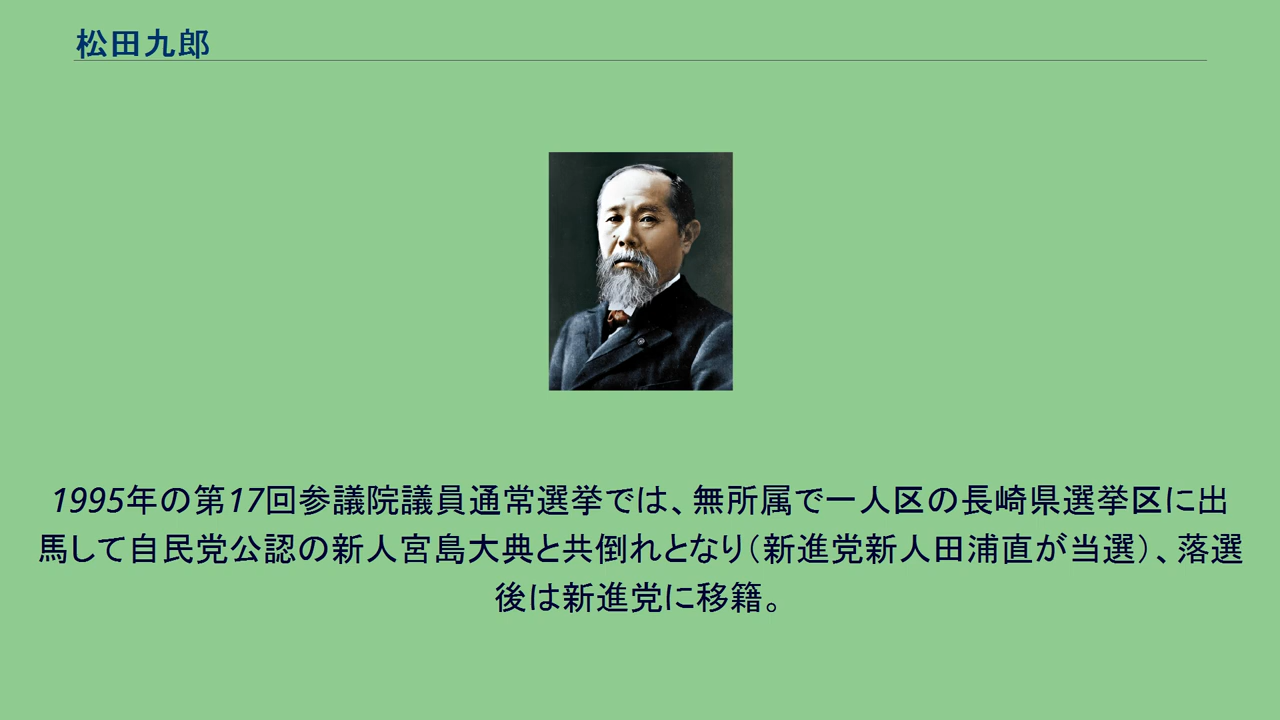 松田九郎
1995年の第17回参議院議員通常選挙では、無所属で一人区の長崎県選挙区に出
馬して自民党公認の新人宮島大典と共倒れとなり（新進党新人田浦直が当選）、落選
後は新進党に移籍。